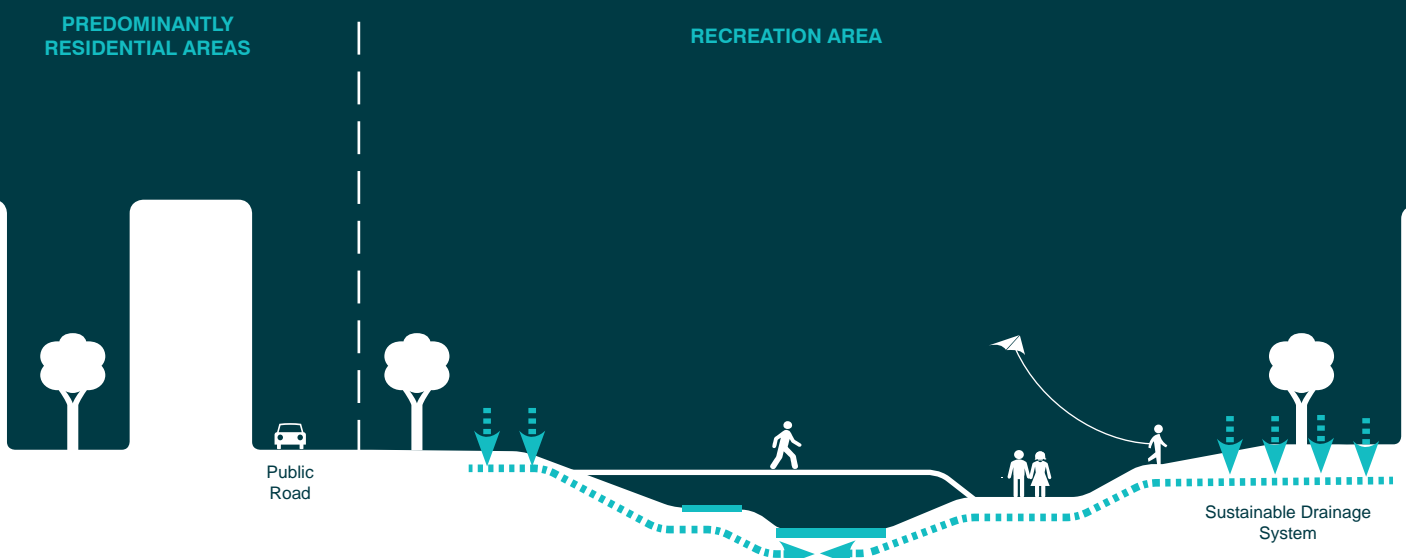 PREDOMINANTLY
RESIDENTIAL AREAS
RECREATION AREA
Public
Road
Sustainable Drainage
System